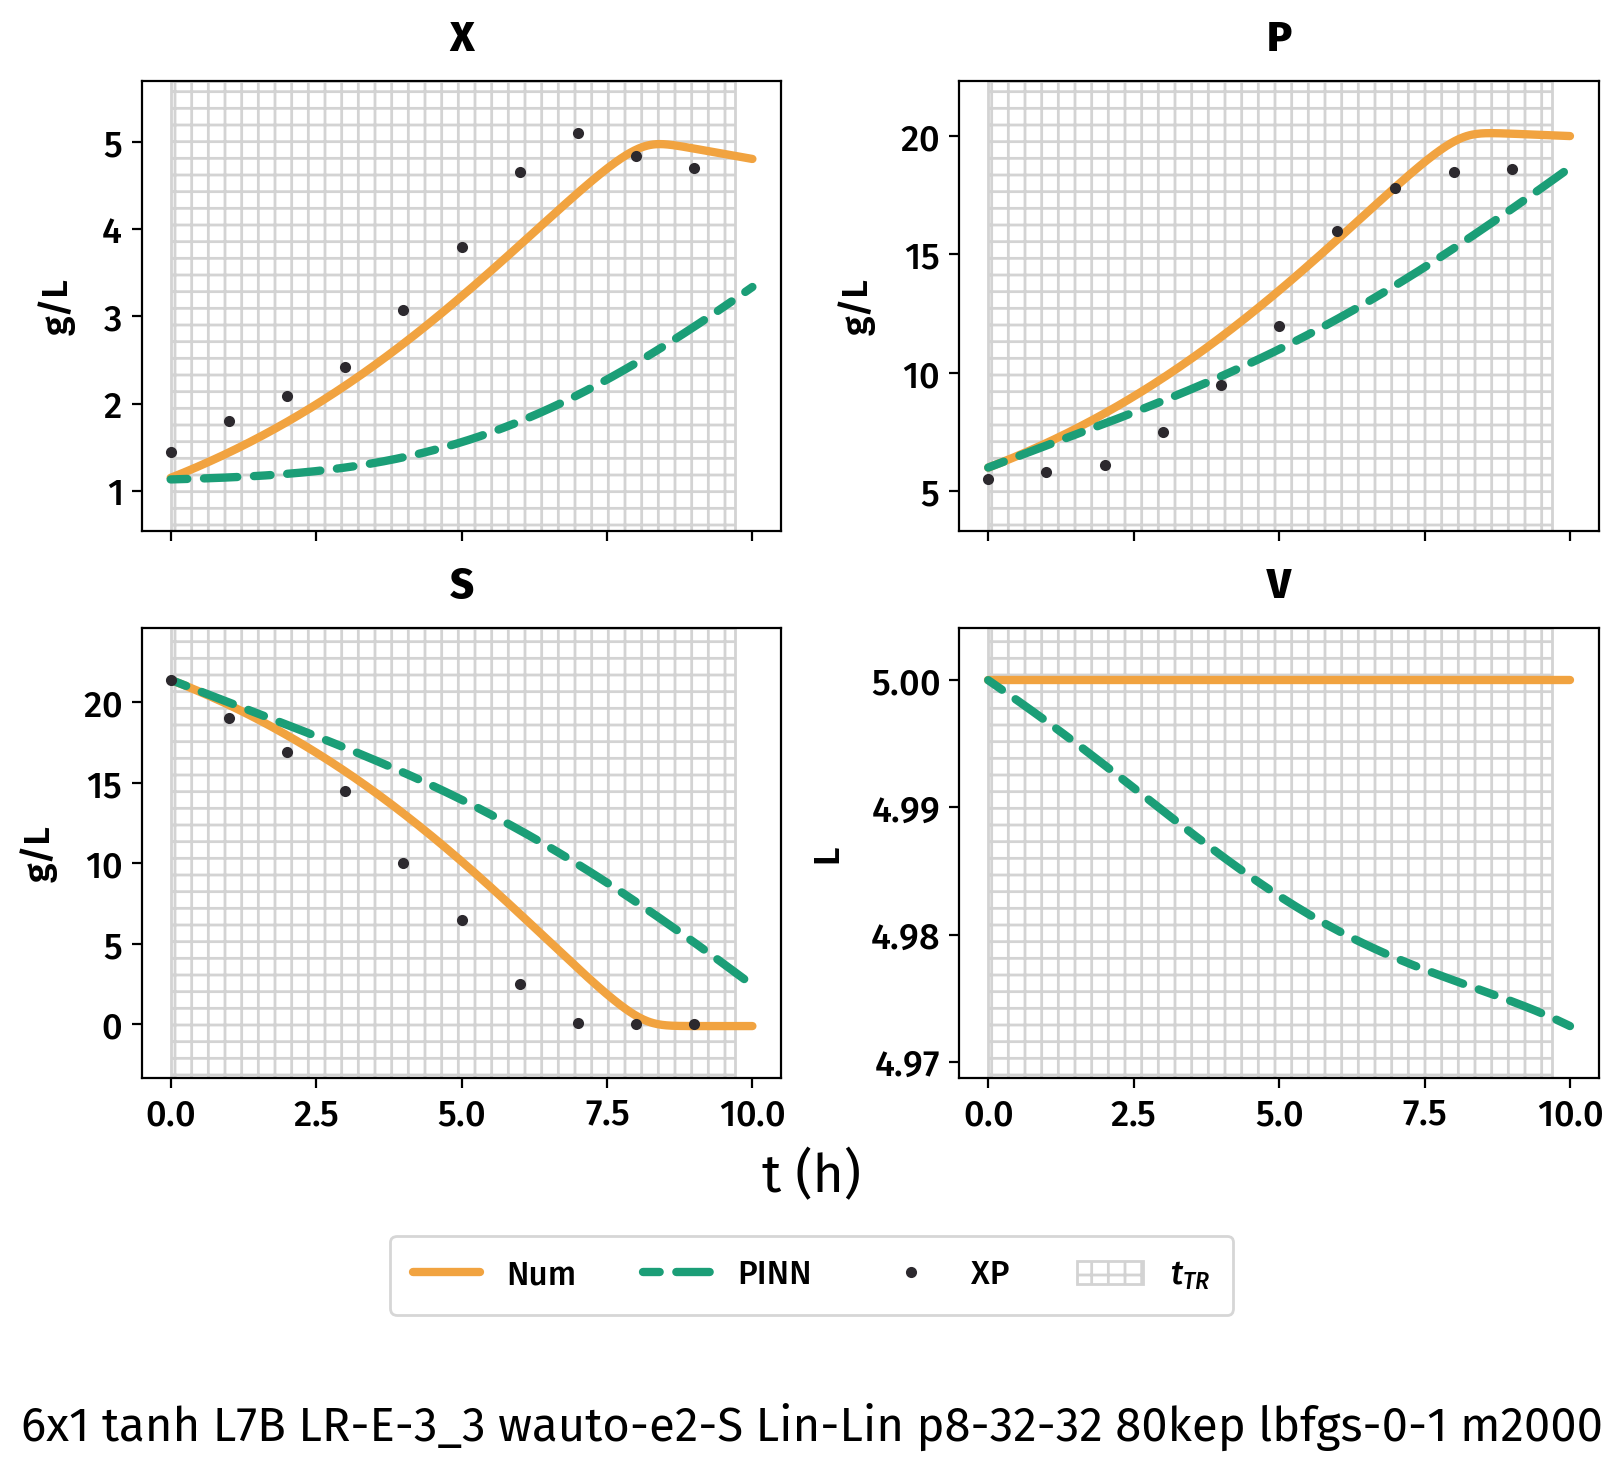 X
P
5
4
3
2
1
g/L
20
15
10
5
g/L
S
V
20
15
10
5
0
g/L
5.00
4.99
4.98
4.97
L
0.0 2.5 5.0 7.5 10.0
0.0 2.5 5.0 7.5 10.0
t (h)
Num PINN XP tTR
6x1 tanh L7B LR-E-3_3 wauto-e2-S Lin-Lin p8-32-32 80kep lbfgs-0-1 m2000